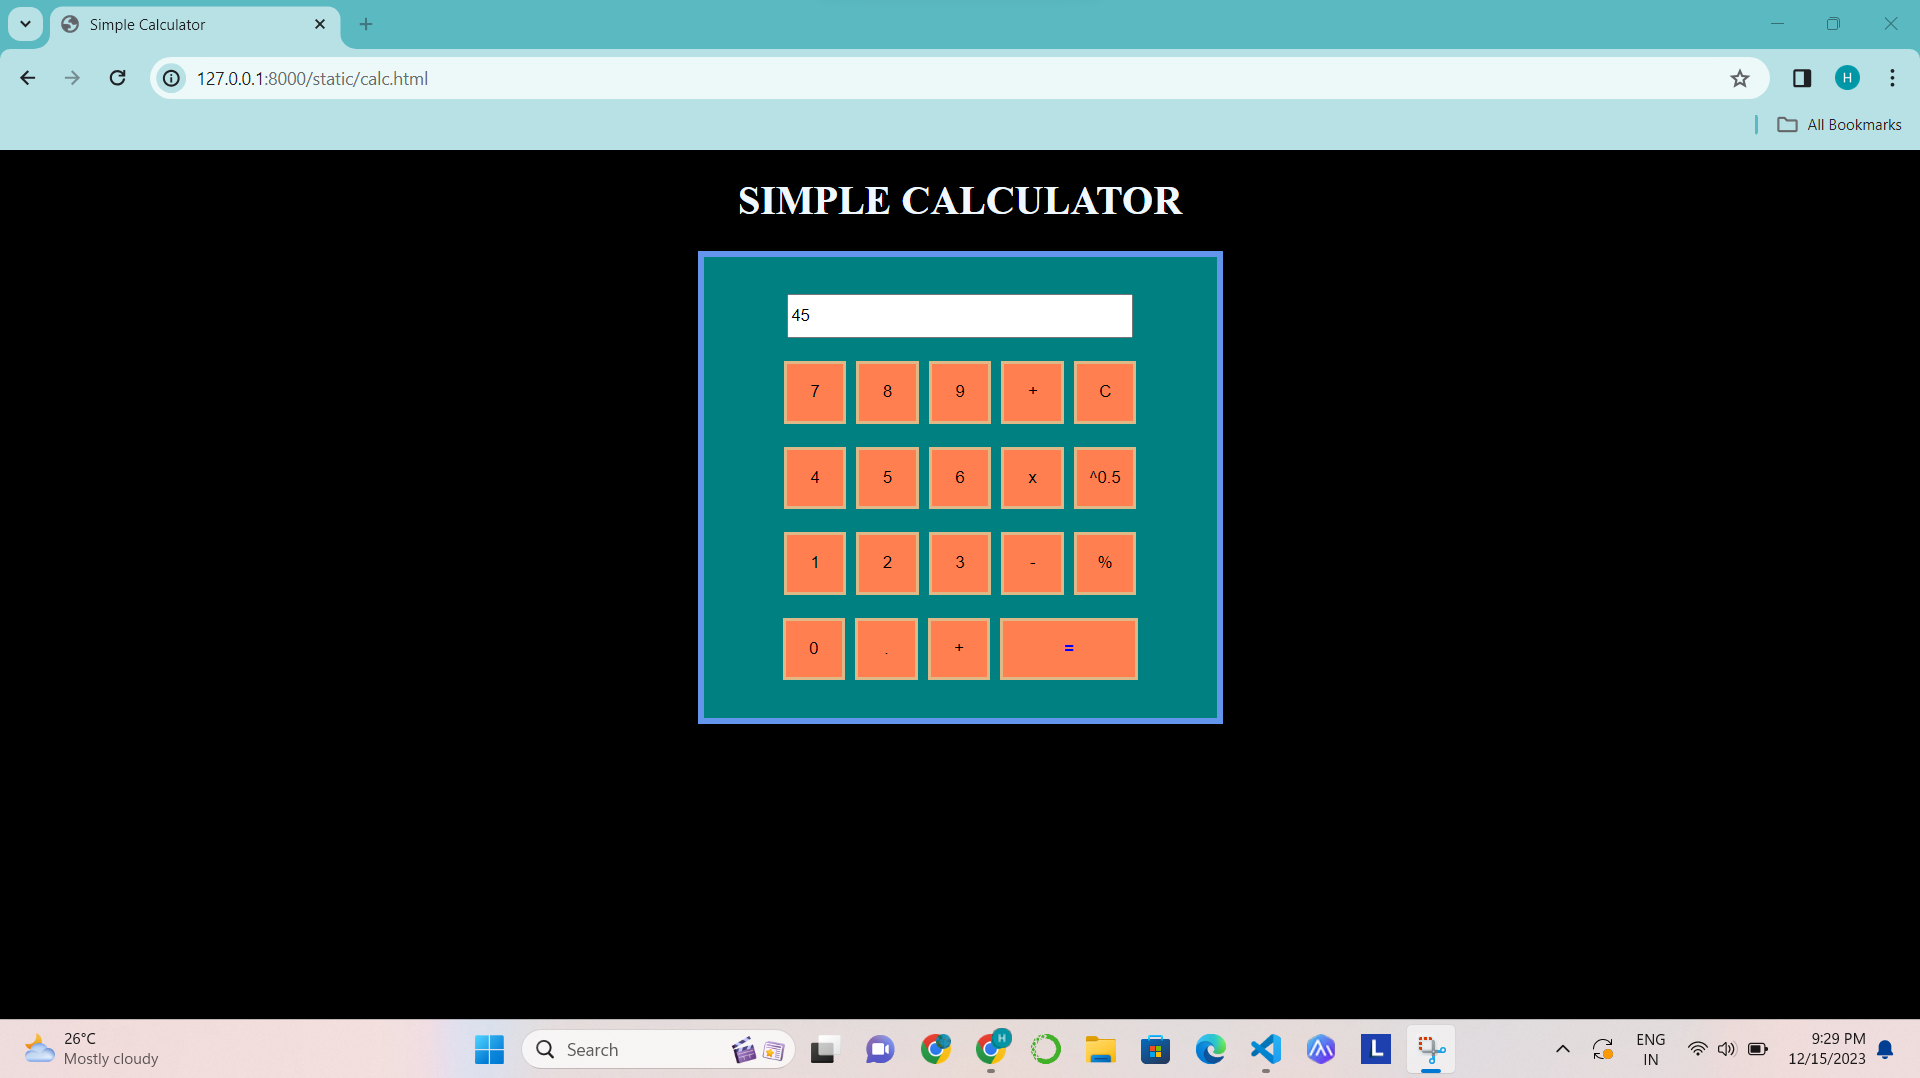 Simple Calculator
127.0.0.1:8000/static/calc.html
H
All Bookmarks
SIMPLE CALCULATOR
45
7 8 9 + C
4 5 6 x ^0.5
1 2 3 - %
0 . + =
26°C
Mostly cloudy
Search
H
L
ENG
IN
9:29 PM
12/15/2023